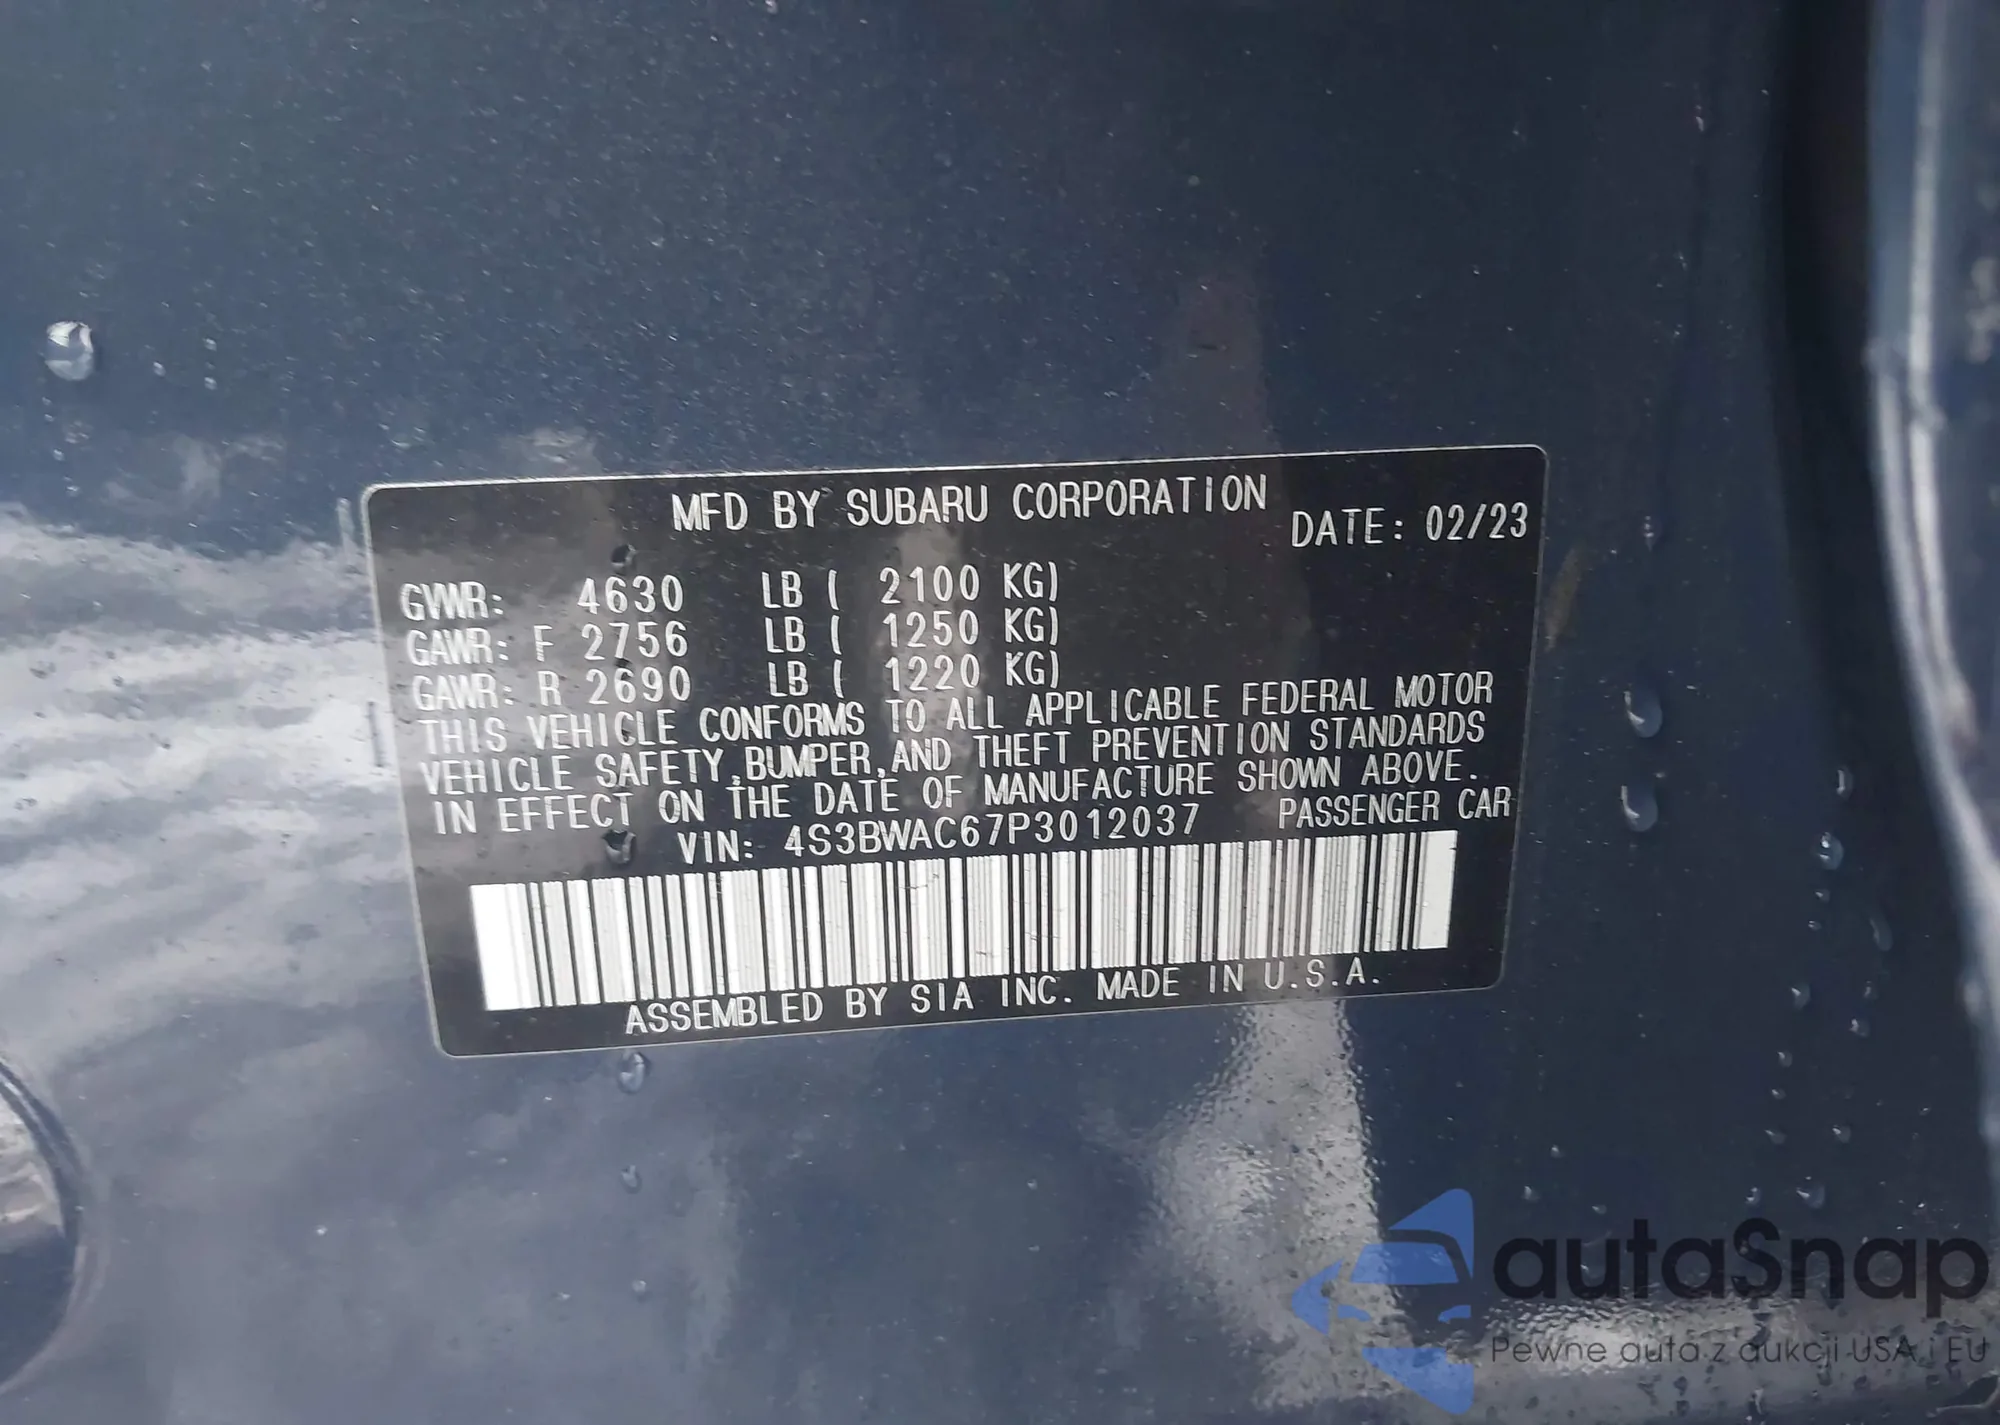 MFD BY SUBARU CORPORATION
DATE: 02/23
GVWR: 4630 LB ( 2100 KG)
GAWR: F 2756 LB ( 1250 KG)
GAWR: R 2690 LB ( 1220 KG)
THIS VEHICLE CONFORMS TO ALL APPLICABLE FEDERAL MOTOR
VEHICLE SAFETY,BUMPER,AND THEFT PREVENTION STANDARDS
IN EFFECT ON THE DATE OF MANUFACTURE SHOWN ABOVE.
VIN: 4S3BWAC67P3012037 PASSENGER CAR
ASSEMBLED BY SIA INC. MADE IN U.S.A.
autaSnap
Pewne auta z aukcji USA i EU